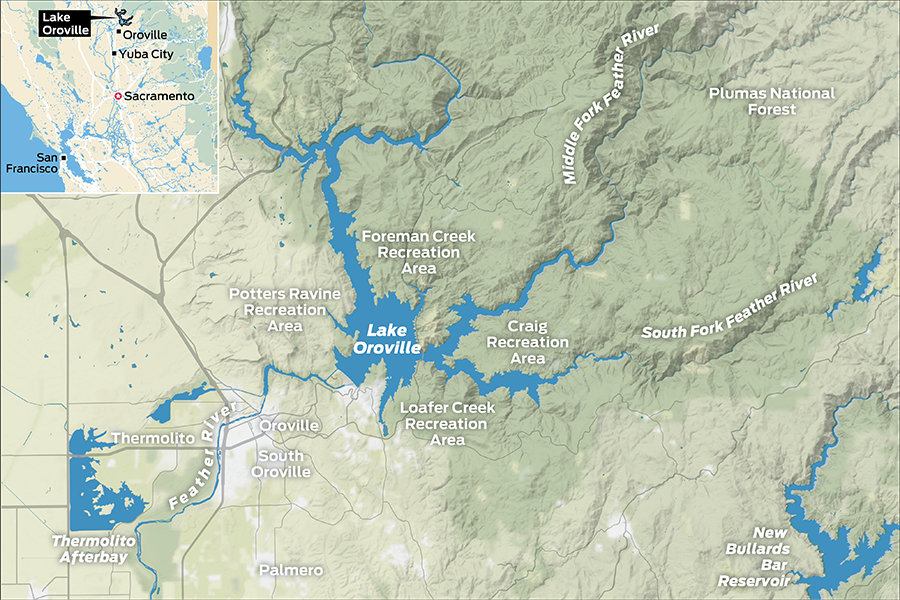 Lake
Oroville
Oroville
Yuba City
Sacramento
San
Francisco
Middle Fork Feather River
Plumas National
Forest
Foreman Creek
Recreation
Area
Potters Ravine
Recreation
Area
Lake
Oroville
Craig
Recreation
Area
South Fork Feather River
Loafer Creek
Recreation
Area
Thermolito
Feather River
Oroville
South
Oroville
Thermolito
Afterbay
Palmero
New
Bullards
Bar
Reservoir